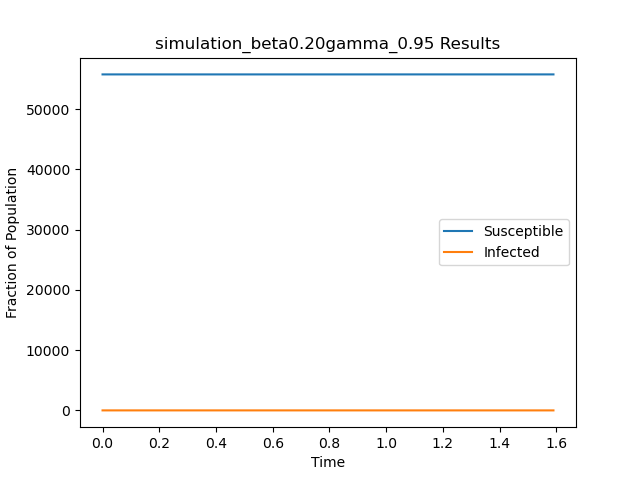 simulation_beta0.20gamma_0.95 Results
Fraction of Population
50000
40000
30000
20000
10000
0
Susceptible
Infected
0.0 0.2 0.4 0.6 0.8 1.0 1.2 1.4 1.6
Time